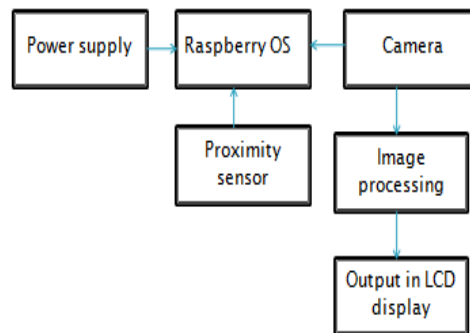 Power supply
Raspberry OS
Camera
Proximity
sensor
Image
processing
Output in LCD
display